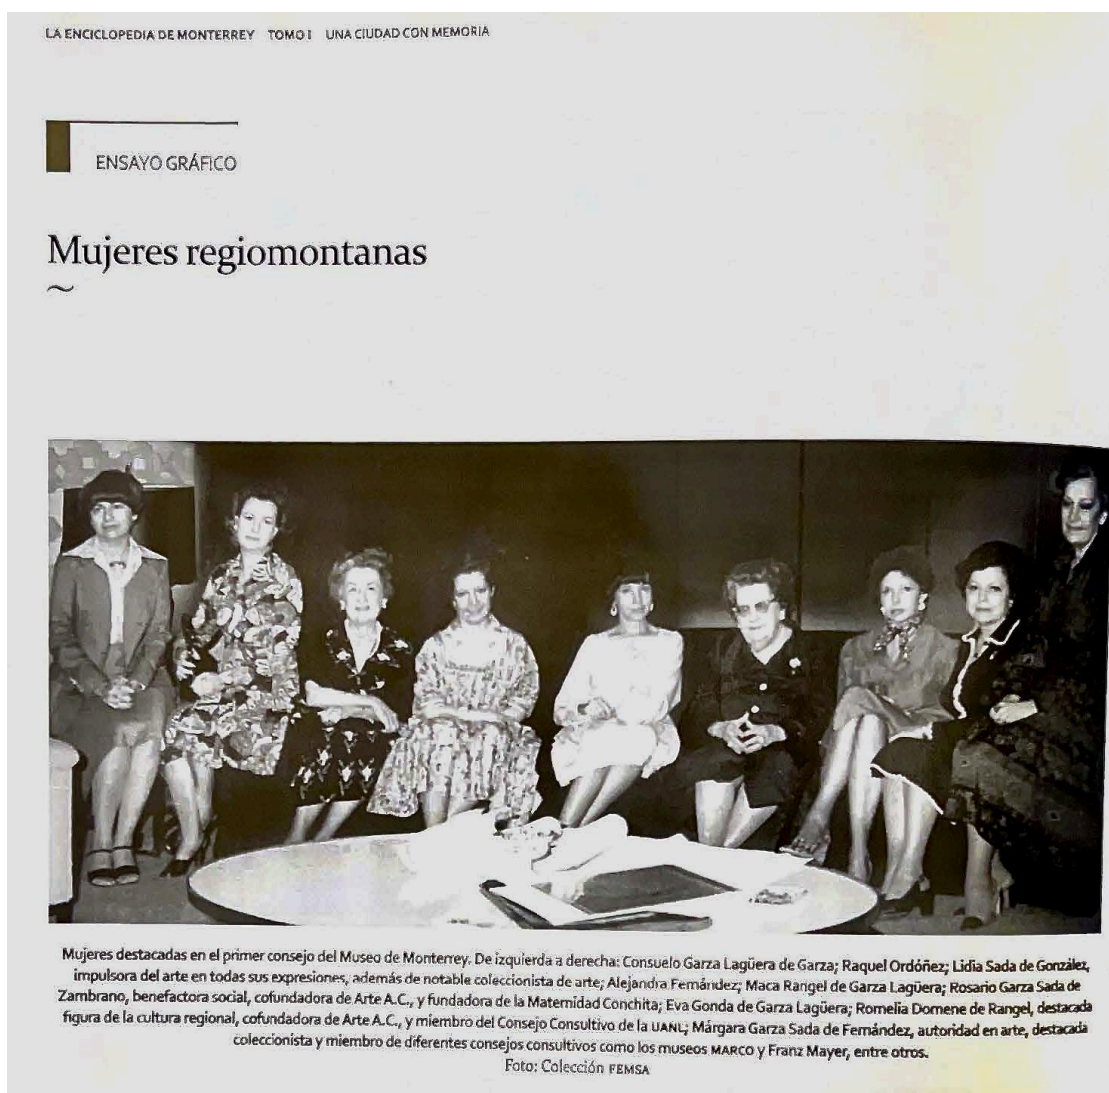 LA ENCICLOPEDIA DE MONTERREY TOMO I UNA CIUDAD CON MEMORIA
ENSAYO GRÁFICO
Mujeres regiomontanas
~
Mujeres destacadas en el primer consejo del Museo de Monterrey. De izquierda a derecha: Consuelo Garza Lagüera de Garza; Raquel Ordóñez; Lidia Sada de González,
impulsora del arte en todas sus expresiones, además de notable coleccionista de arte; Alejandra Fernández; Maca Rangel de Garza Lagüera; Rosario Garza Sada de
Zambrano, benefactora social, cofundadora de Arte A.C., y fundadora de la Maternidad Conchita; Eva Gonda de Garza Lagüera; Romelia Domene de Rangel, destacada
figura de la cultura regional, cofundadora de Arte A.C., y miembro del Consejo Consultivo de la UANL; Márgara Garza Sada de Fernández, autoridad en arte, destacada
coleccionista y miembro de diferentes consejos consultivos como los museos MARCO y Franz Mayer, entre otros.
Foto: Colección FEMSA